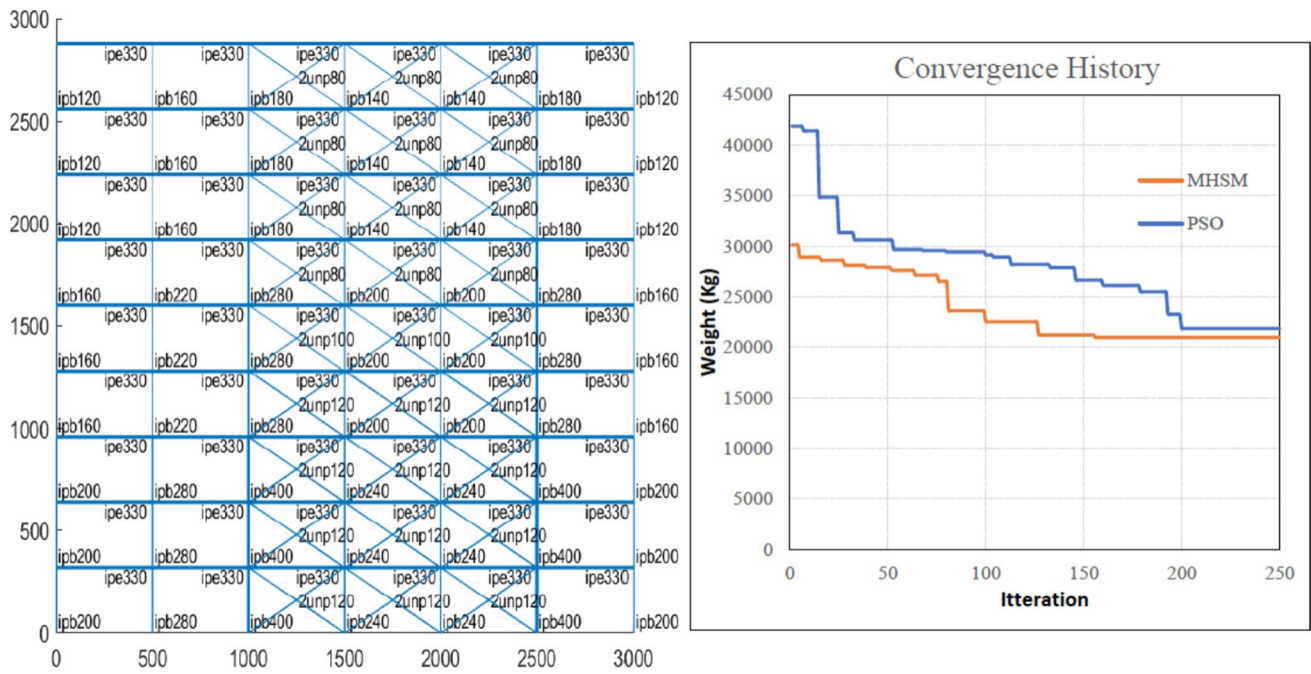 3000
ipe330 ipe330 ipe330 ipe330 ipe330 ipe330
2unp80 2unp80 2unp80
ipb120 ipb160 ipb180 ipb140 ipb140 ipb180 ipb120
2500 ipe330 ipe330 ipe330 ipe330 ipe330 ipe330
2unp80 2unp80 2unp80
ipb120 ipb160 ipb180 ipb140 ipb140 ipb180 ipb120
ipe330 ipe330 ipe330 ipe330 ipe330 ipe330
2unp80 2unp80 2unp80
2000 ipb120 ipb160 ipb180 ipb140 ipb140 ipb180 ipb120
ipe330 ipe330 ipe330 ipe330 ipe330 ipe330
2unp80 2unp80 2unp80
ipb160 ipb220 ipb280 ipb200 ipb200 ipb280 ipb160
1500 ipe330 ipe330 ipe330 ipe330 ipe330 ipe330
2unp100 2unp100 2unp100
ipb160 ipb220 ipb280 ipb200 ipb200 ipb280 ipb160
ipe330 ipe330 ipe330 ipe330 ipe330 ipe330
2unp120 2unp120 2unp120
1000 ipb160 ipb220 ipb280 ipb200 ipb200 ipb280 ipb160
ipe330 ipe330 ipe330 ipe330 ipe330 ipe330
2unp120 2unp120 2unp120
ipb200 ipb280 ipb400 ipb240 ipb240 ipb400 ipb200
ipe330 ipe330 ipe330 ipe330 ipe330 ipe330
500 2unp120 2unp120 2unp120
ipb200 ipb280 ipb400 ipb240 ipb240 ipb400 ipb200
ipe330 ipe330 ipe330 ipe330 ipe330 ipe330
2unp120 2unp120 2unp120
ipb200 ipb280 ipb400 ipb240 ipb240 ipb400 ipb200
0
0 500 1000 1500 2000 2500 3000
Convergence History
45000
40000
35000
30000
25000
20000
15000
10000
5000
0
Weight (Kg)
MHSM
PSO
0 50 100 150 200 250
Itteration